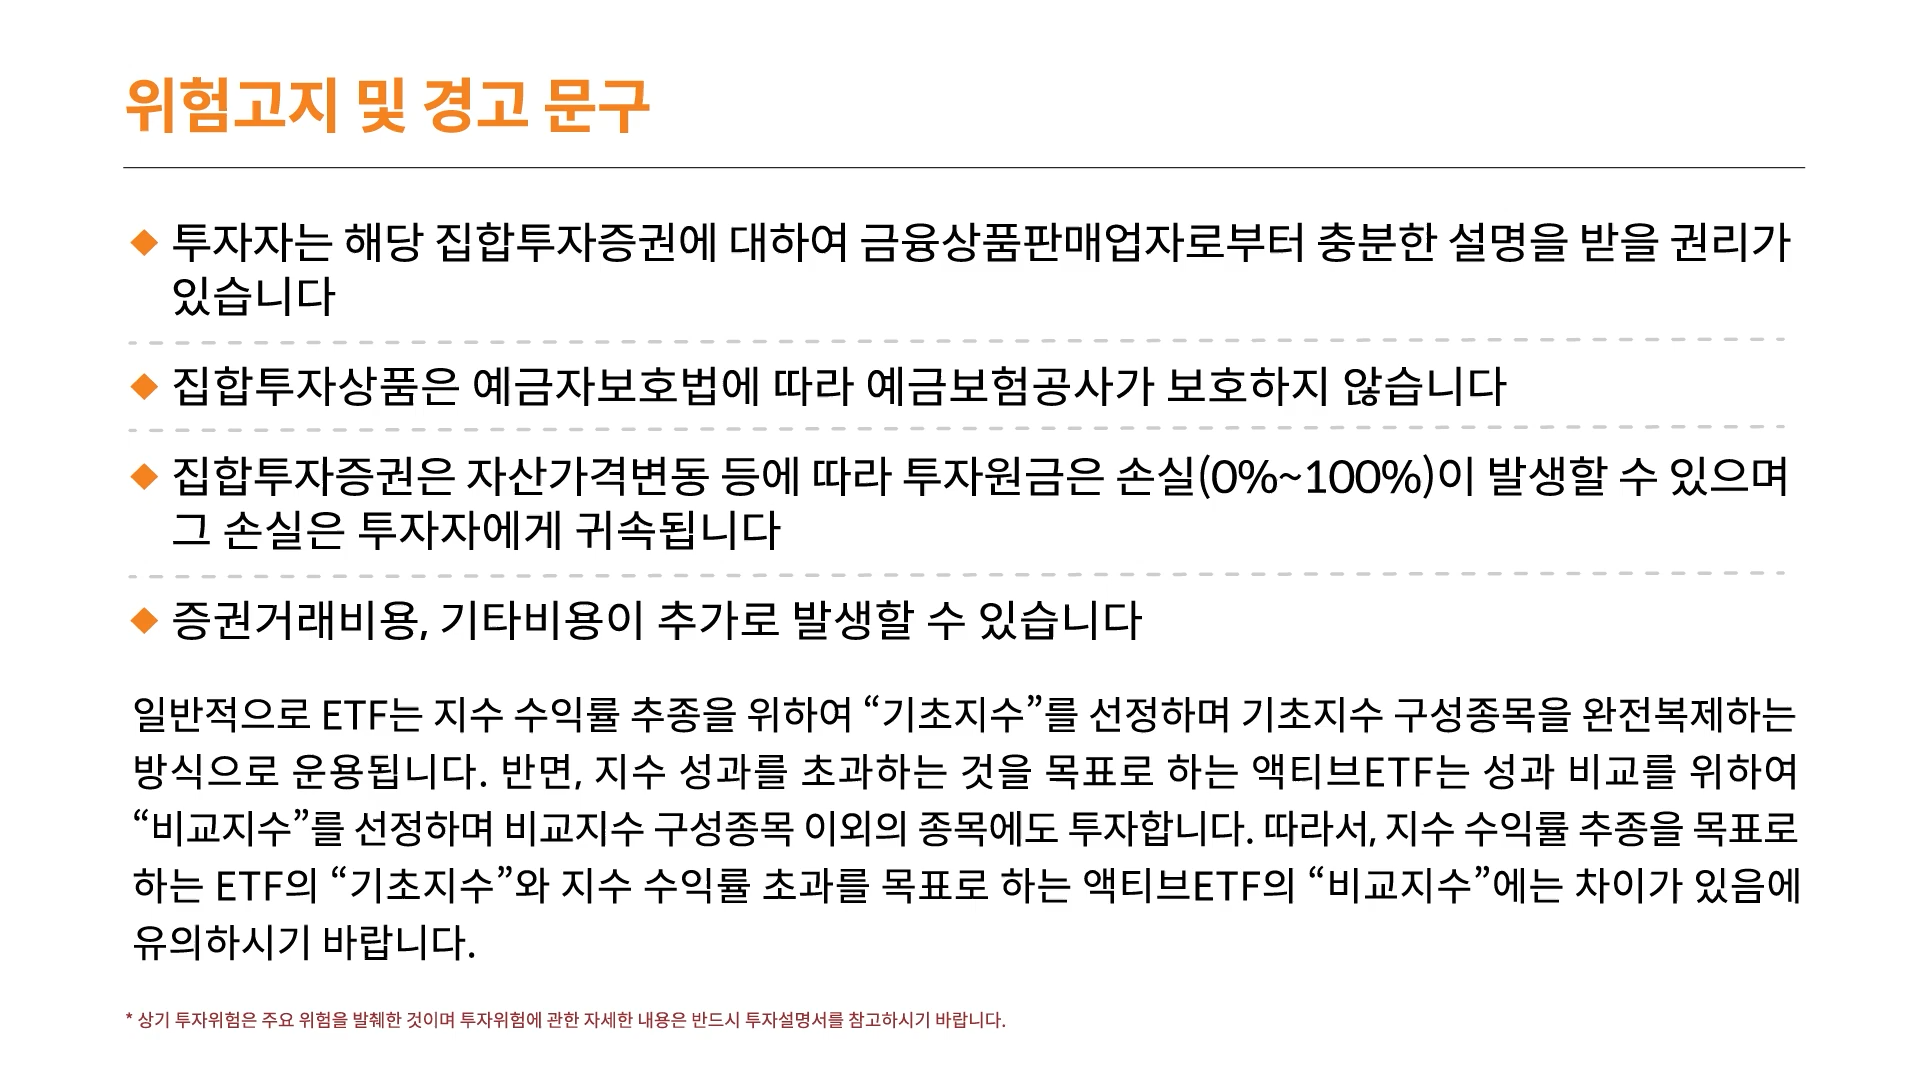 위험고지 및 경고 문구
투자자는 해당 집합투자증권에 대하여 금융상품판매업자로부터 충분한 설명을 받을 권리가
있습니다
집합투자상품은 예금자보호법에 따라 예금보험공사가 보호하지 않습니다
집합투자증권은 자산가격변동 등에 따라 투자원금은 손실(0%~100%)이 발생할 수 있으며
그 손실은 투자자에게 귀속됩니다
증권거래비용, 기타비용이 추가로 발생할 수 있습니다
일반적으로 ETF는 지수 수익률 추종을 위하여 “기초지수”를 선정하며 기초지수 구성종목을 완전복제하는
방식으로 운용됩니다. 반면, 지수 성과를 초과하는 것을 목표로 하는 액티브ETF는 성과 비교를 위하여
“비교지수”를 선정하며 비교지수 구성종목 이외의 종목에도 투자합니다. 따라서, 지수 수익률 추종을 목표로
하는 ETF의 “기초지수”와 지수 수익률 초과를 목표로 하는 액티브ETF의 “비교지수”에는 차이가 있음에
유의하시기 바랍니다.
* 상기 투자위험은 주요 위험을 발췌한 것이며 투자위험에 관한 자세한 내용은 반드시 투자설명서를 참고하시기 바랍니다.